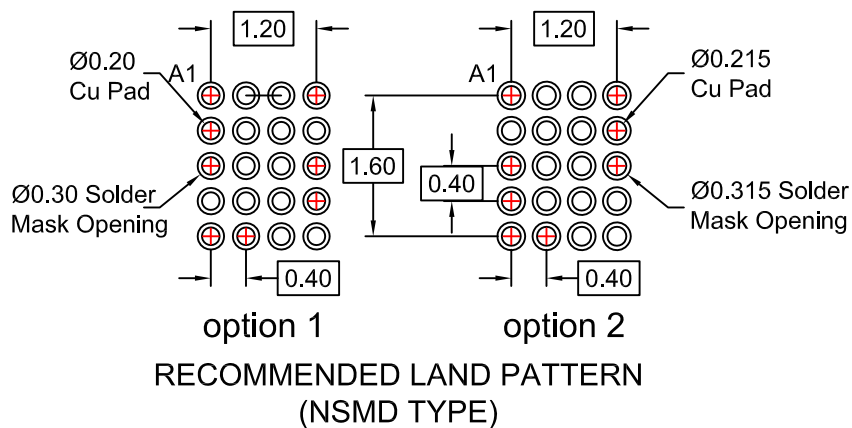 1.20
1.20
Ø0.20
Cu Pad
A1
A1
Ø0.215
Cu Pad
1.60
0.40
Ø0.30 Solder
Mask Opening
Ø0.315 Solder
Mask Opening
0.40
0.40
option 1
option 2
RECOMMENDED LAND PATTERN
(NSMD TYPE)